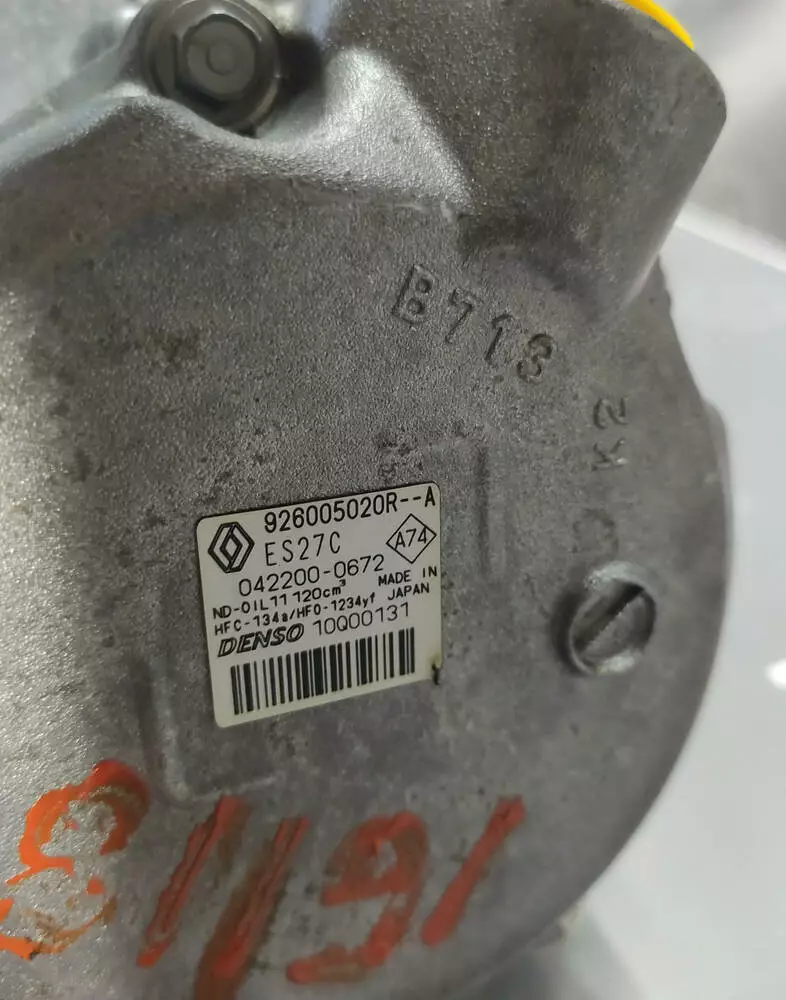 B713
K2
926005020R--A
ES27C
A74
042200-0672
ND-OIL11 120cm³
MADE IN
HFC-134a/HFO-1234yf JAPAN
DENSO 10Q00131